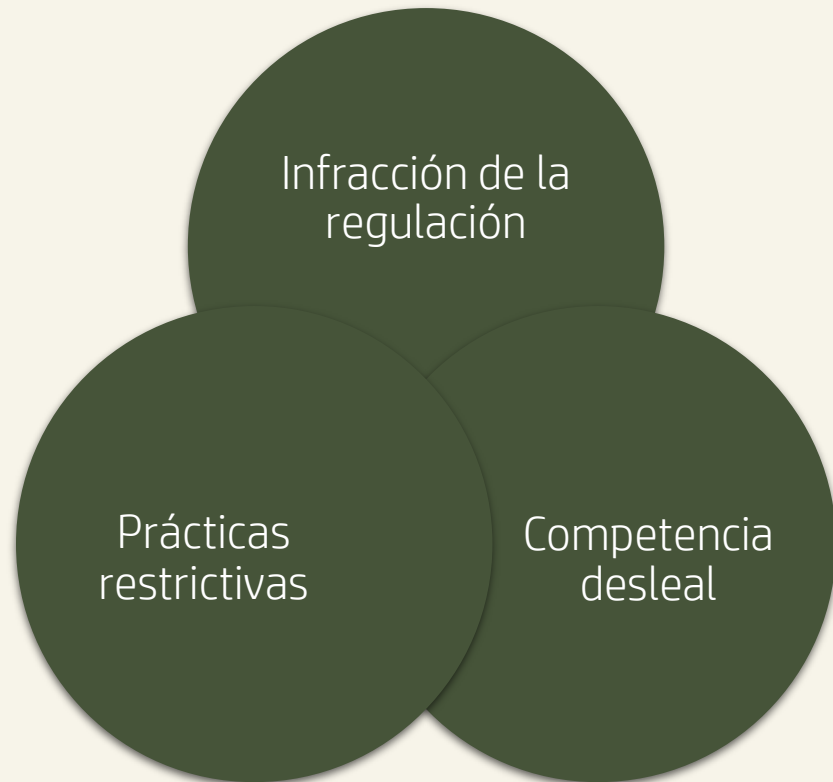 Infracción de la
regulación
Prácticas
restrictivas
Competencia
desleal